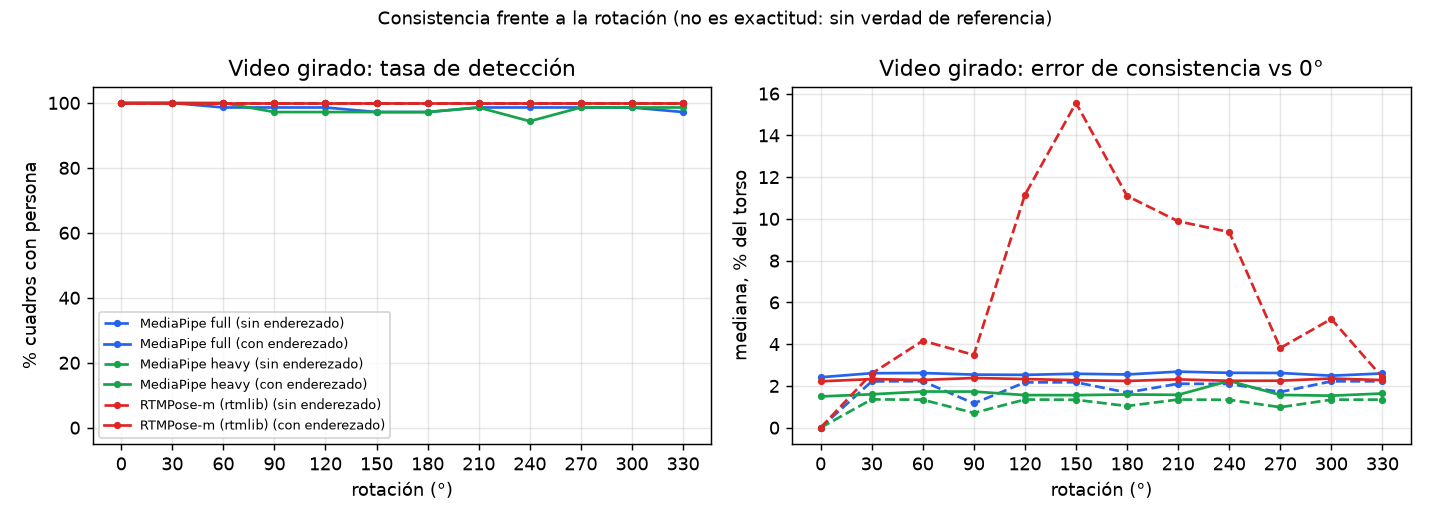 Consistencia frente a la rotación (no es exactitud: sin verdad de referencia)
Video girado: tasa de detección
% cuadros con persona
100
80
60
40
20
0
MediaPipe full (sin enderezado)
MediaPipe full (con enderezado)
MediaPipe heavy (sin enderezado)
MediaPipe heavy (con enderezado)
RTMPose-m (rtmlib) (sin enderezado)
RTMPose-m (rtmlib) (con enderezado)
0 30 60 90 120 150 180 210 240 270 300 330
rotación (°)
Video girado: error de consistencia vs 0°
mediana, % del torso
16
14
12
10
8
6
4
2
0
0 30 60 90 120 150 180 210 240 270 300 330
rotación (°)